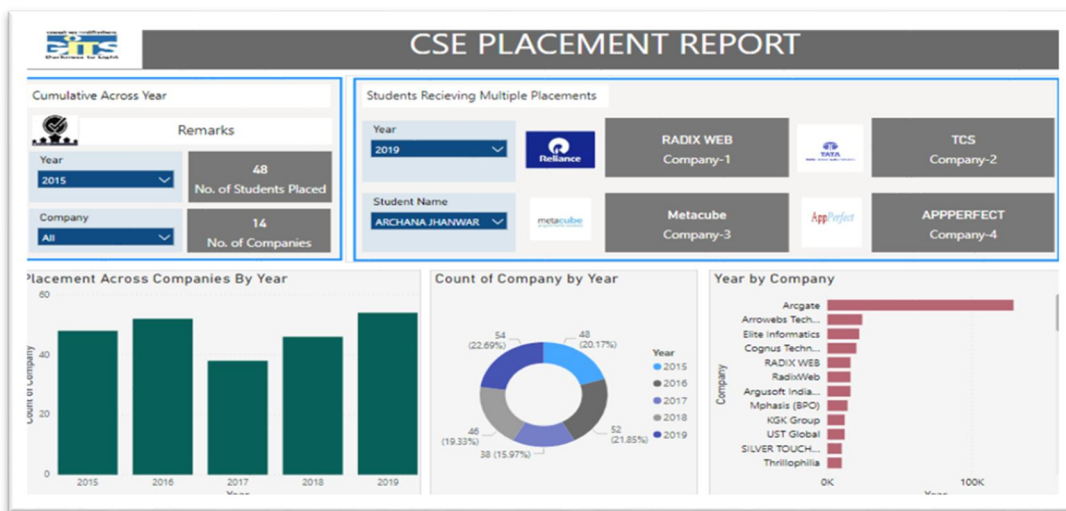 GITS
Darkness to Light
CSE PLACEMENT REPORT
Cumulative Across Year
Remarks
Year
2015
48
No. of Students Placed
Company
All
14
No. of Companies
Students Recieving Multiple Placements
Year
2019
Reliance
RADIX WEB
Company-1
TATA
TCS
Company-2
Student Name
ARCHANA JHANWAR
metacube
Metacube
Company-3
AppPerfect
APPPERFECT
Company-4
Placement Across Companies By Year
Count of Company
60
40
20
0
2015 2016 2017 2018 2019
Year
Count of Company by Year
54
(22.69%)
48
(20.17%)
46
(19.33%)
38 (15.97%)
52
(21.85%)
Year
2015
2016
2017
2018
2019
Year by Company
Company
Arcgate
Arrowebs Tech...
Elite Informatics
Cognus Techn...
RADIX WEB
RadixWeb
Argusoft India...
Mphasis (BPO)
KGK Group
UST Global
SILVER TOUCH...
Thrillophilia
0K 100K
Year